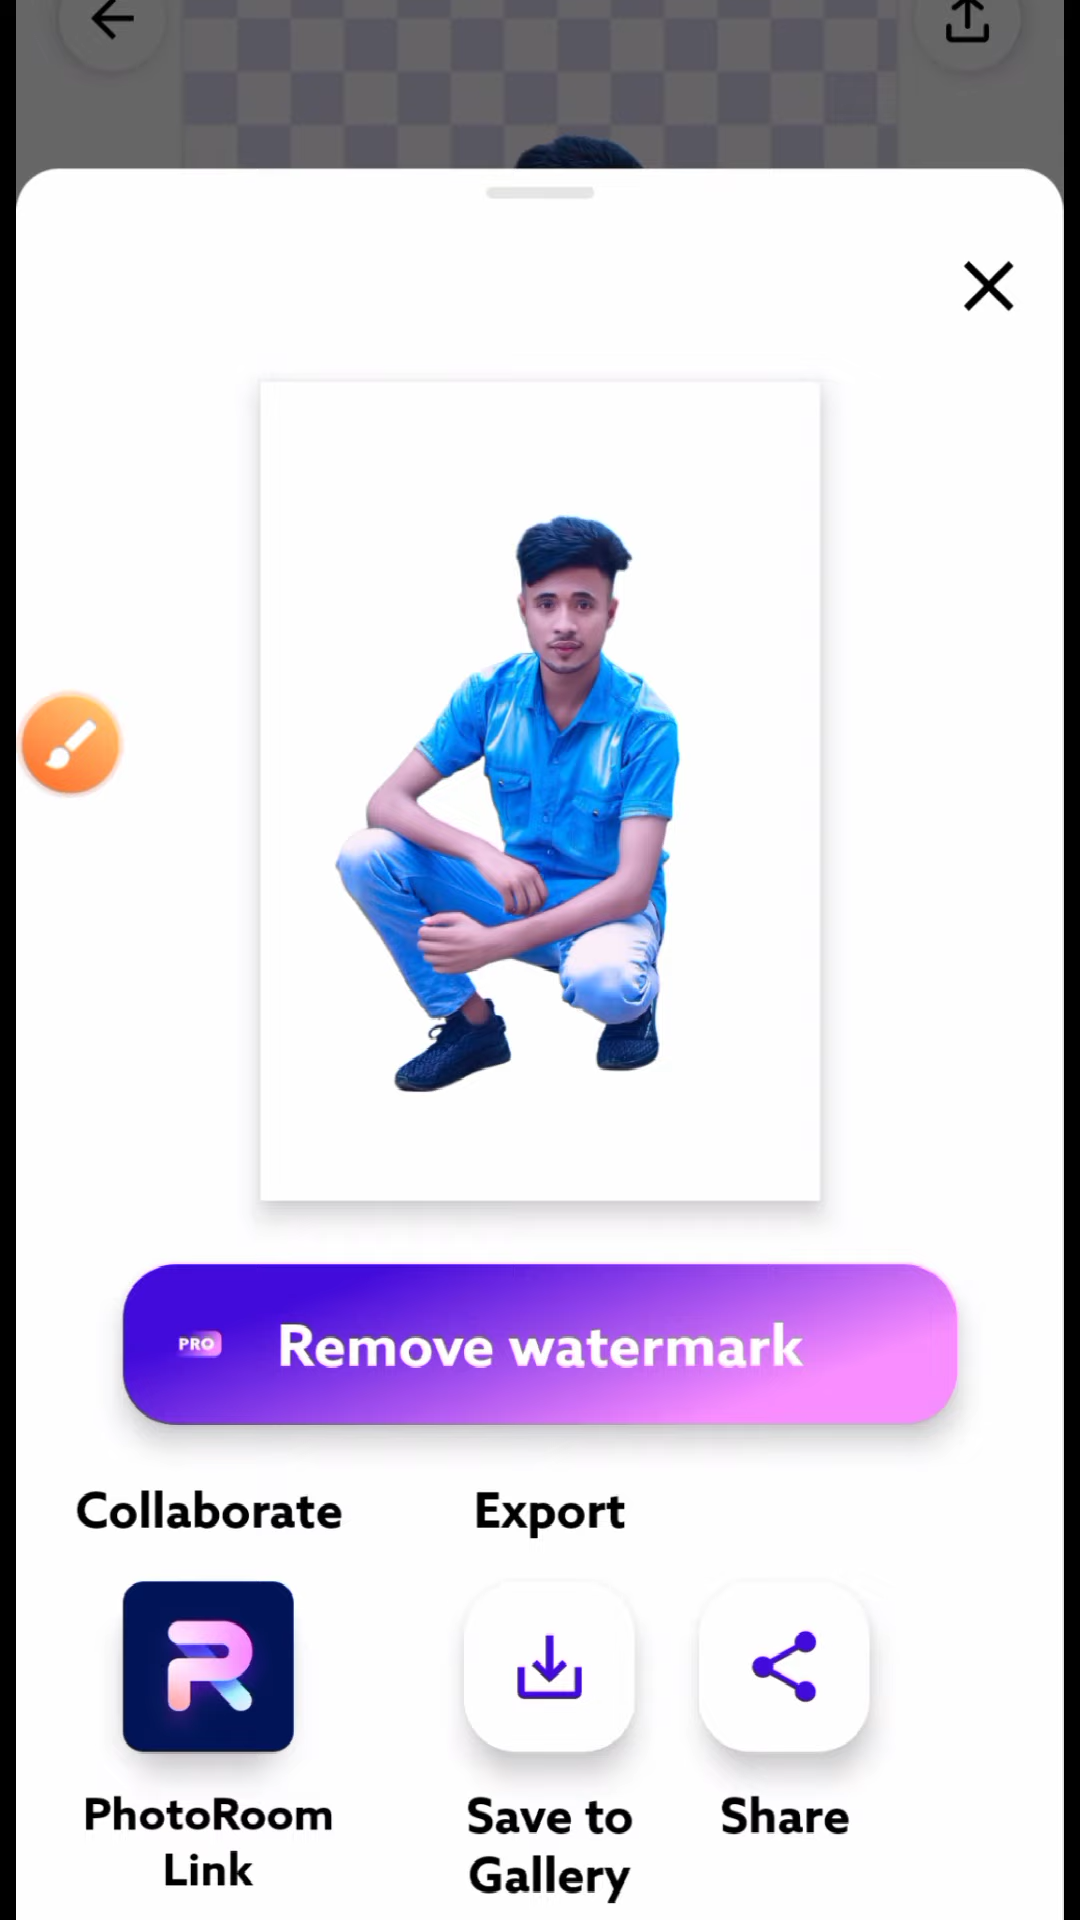 PRO Remove watermark
Collaborate
Export
PhotoRoom
Link
Save to
Gallery
Share